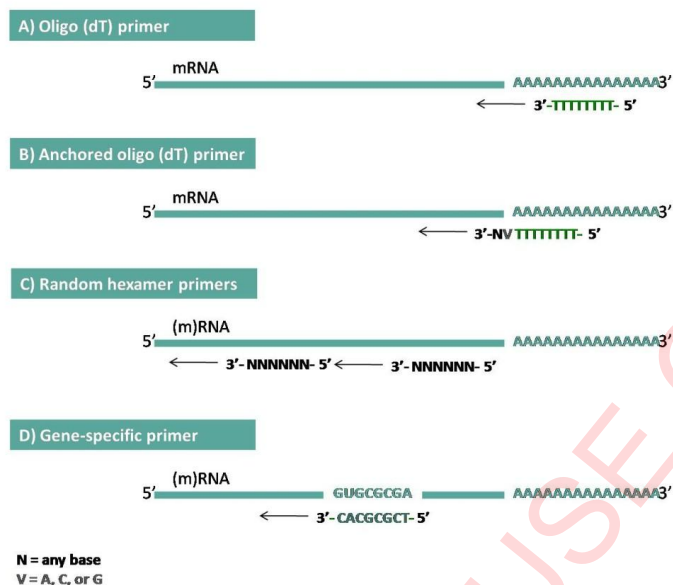 A) Oligo (dT) primer
mRNA
5′ AAAAAAAAAAAAAAA3′
3′-TTTTTTTT- 5′
B) Anchored oligo (dT) primer
mRNA
5′ AAAAAAAAAAAAAAA3′
3′-NVTTTTTTTT- 5′
C) Random hexamer primers
(m)RNA
5′ AAAAAAAAAAAAAAA3′
3′- NNNNNN- 5′ 3′- NNNNNN- 5′
D) Gene-specific primer
(m)RNA
5′ GUGCGCGA AAAAAAAAAAAAAAA3′
3′- CACGCGCT- 5′
N = any base
V = A, C, or G
USE